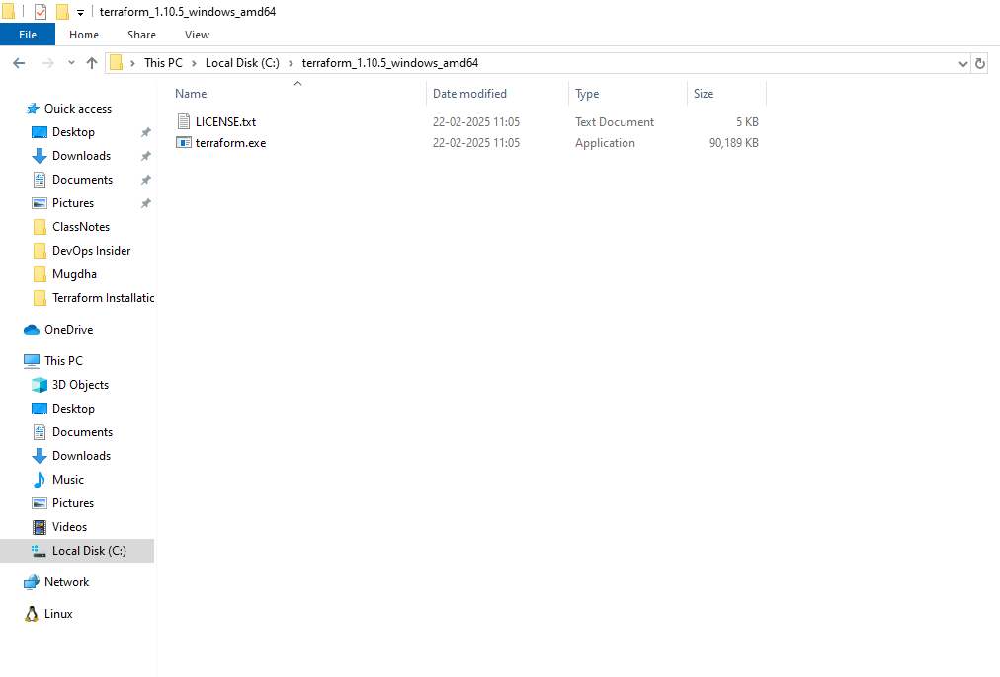 terraform_1.10.5_windows_amd64
File Home Share View
This PC Local Disk (C:) terraform_1.10.5_windows_amd64
Name Date modified Type Size
LICENSE.txt 22-02-2025 11:05 Text Document 5 KB
terraform.exe 22-02-2025 11:05 Application 90,189 KB
Quick access
Desktop
Downloads
Documents
Pictures
ClassNotes
DevOps Insider
Mugdha
Terraform Installatic
OneDrive
This PC
3D Objects
Desktop
Documents
Downloads
Music
Pictures
Videos
Local Disk (C:)
Network
Linux